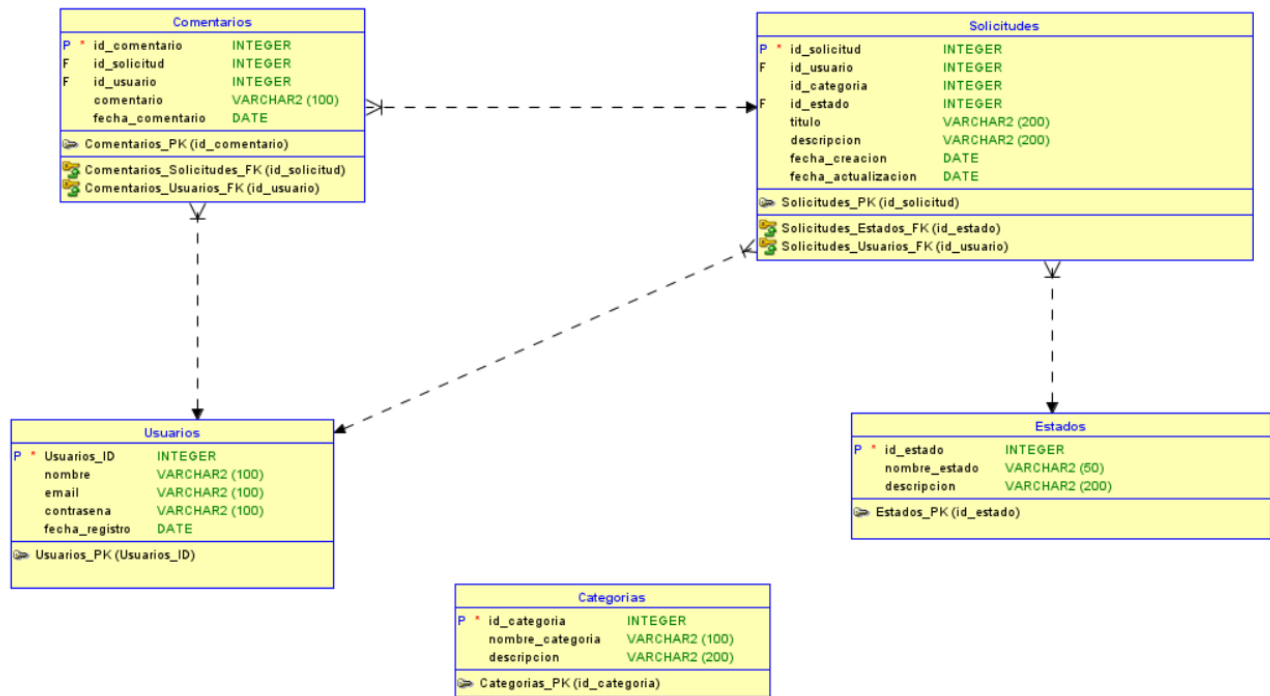 Comentarios
P * id_comentario INTEGER
F id_solicitud INTEGER
F id_usuario INTEGER
comentario VARCHAR2 (100)
fecha_comentario DATE
Comentarios_PK (id_comentario)
Comentarios_Solicitudes_FK (id_solicitud)
Comentarios_Usuarios_FK (id_usuario)
Solicitudes
P * id_solicitud INTEGER
F id_usuario INTEGER
id_categoria INTEGER
F id_estado INTEGER
titulo VARCHAR2 (200)
descripcion VARCHAR2 (200)
fecha_creacion DATE
fecha_actualizacion DATE
Solicitudes_PK (id_solicitud)
Solicitudes_Estados_FK (id_estado)
Solicitudes_Usuarios_FK (id_usuario)
Usuarios
P * Usuarios_ID INTEGER
nombre VARCHAR2 (100)
email VARCHAR2 (100)
contrasena VARCHAR2 (100)
fecha_registro DATE
Usuarios_PK (Usuarios_ID)
Estados
P * id_estado INTEGER
nombre_estado VARCHAR2 (50)
descripcion VARCHAR2 (200)
Estados_PK (id_estado)
Categorias
P * id_categoria INTEGER
nombre_categoria VARCHAR2 (100)
descripcion VARCHAR2 (200)
Categorias_PK (id_categoria)